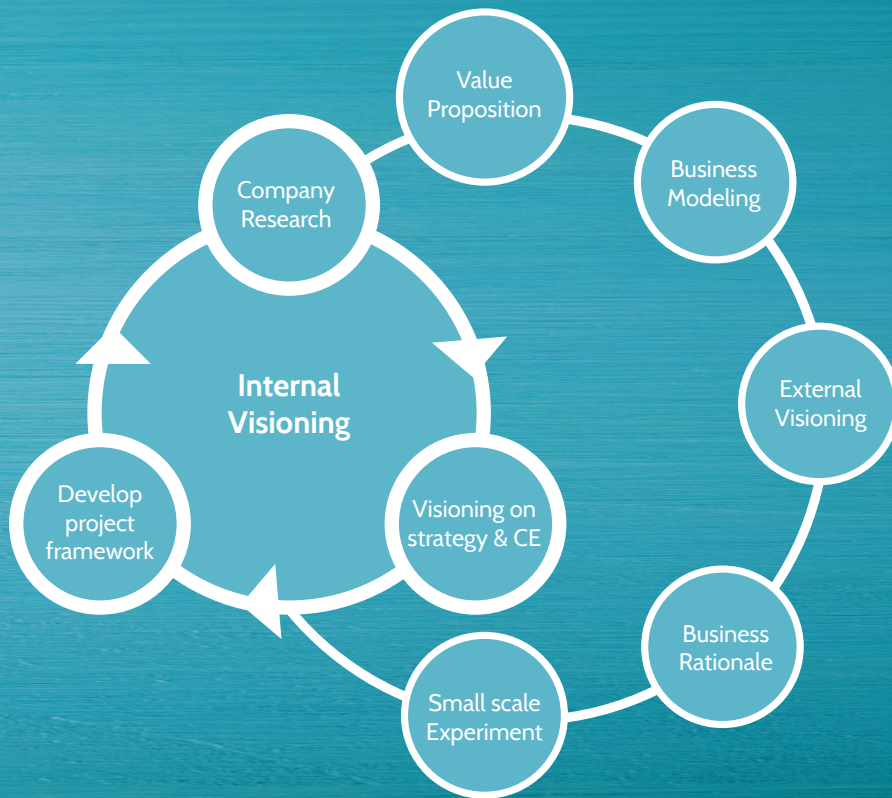 Value
Proposition
Company
Research
Business
Modeling
Internal
Visioning
External
Visioning
Develop
project
framework
Visioning on
strategy & CE
Business
Rationale
Small scale
Experiment